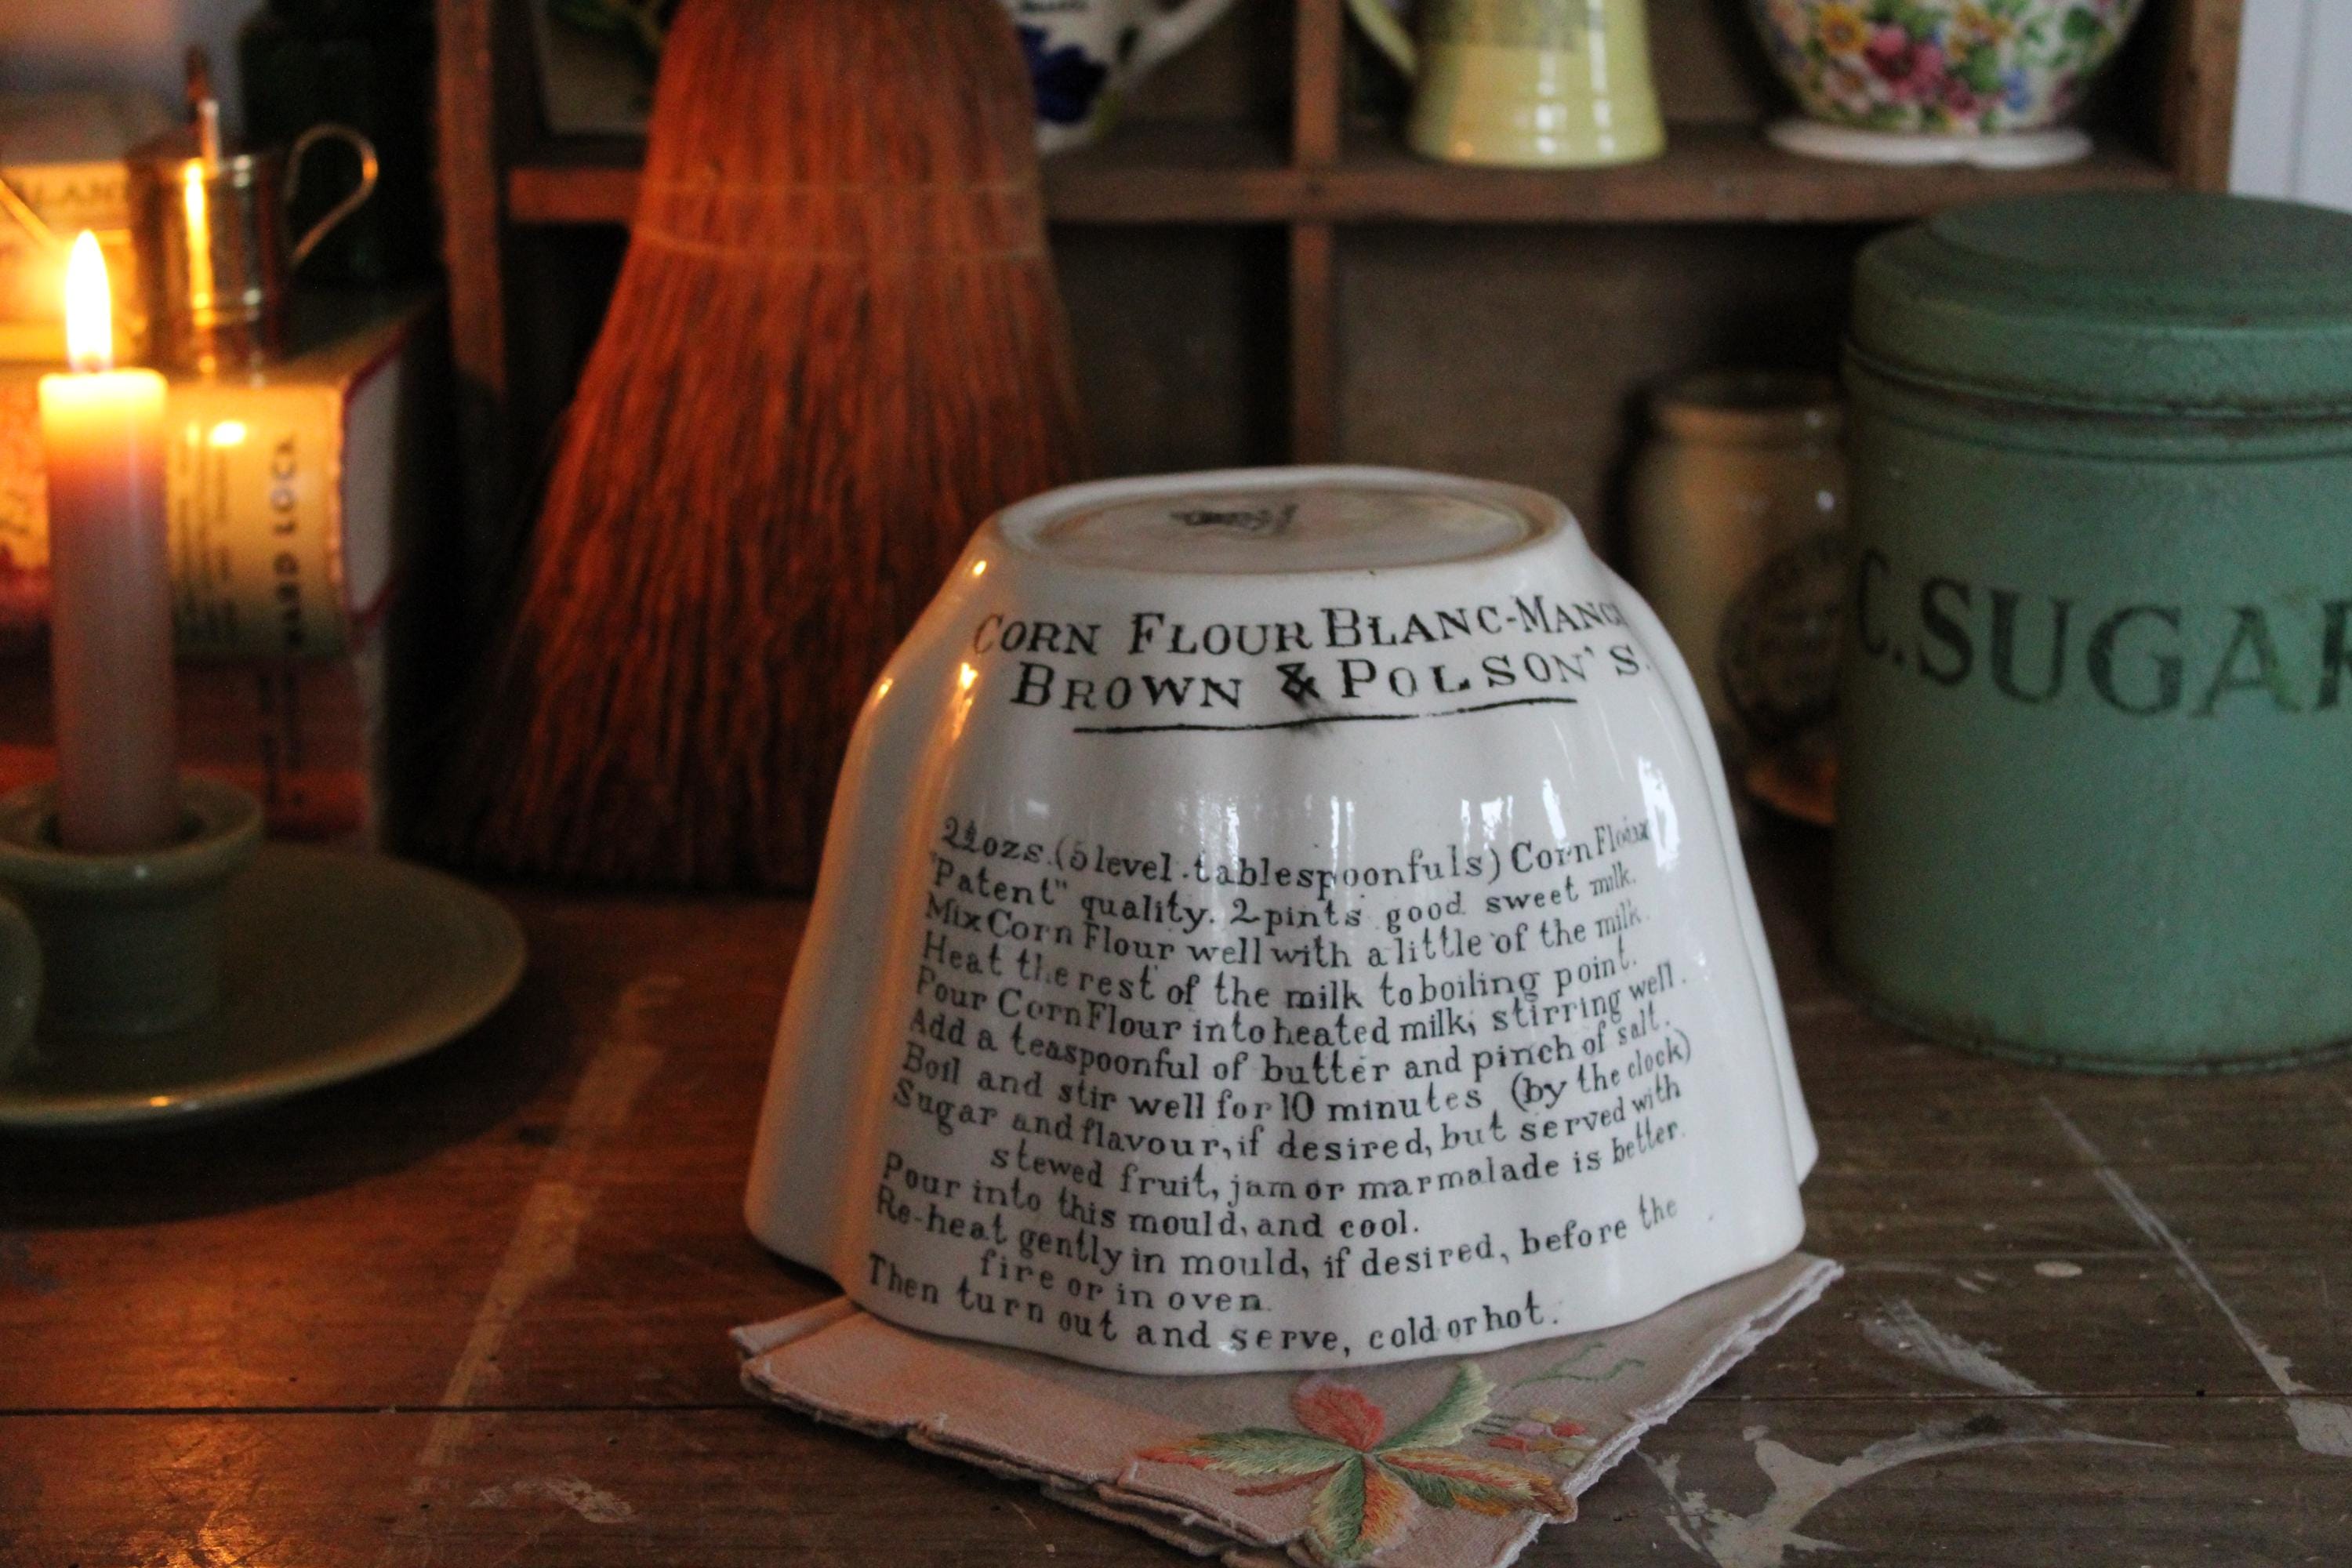 CORN FLOUR BLANC-MANG
BROWN & POLSON'S.
2½ozs. (5 level tablespoonfuls) Corn Flour
"Patent" quality. 2 pints good sweet milk.
Mix Corn Flour well with a little of the milk.
Heat the rest of the milk to boiling point.
Pour Corn Flour into heated milk, stirring well.
Add a teaspoonful of butter and pinch of salt.
Boil and stir well for 10 minutes (by the clock)
Sugar and flavour, if desired, but served with
stewed fruit, jam or marmalade is better.
Pour into this mould, and cool.
Re-heat gently in mould, if desired, before the
fire or in oven.
Then turn out and serve, cold or hot.
C. SUGAR
WARD LOCK